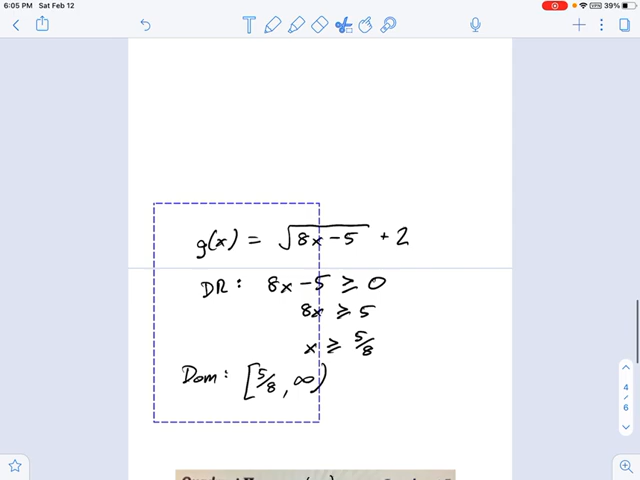 6:05 PM Sat Feb 12 39%
g(x) = √(8x - 5) + 2
DR: 8x - 5 ≥ 0
8x ≥ 5
x ≥ 5/8
Dom: [5/8, ∞)
4
/
6